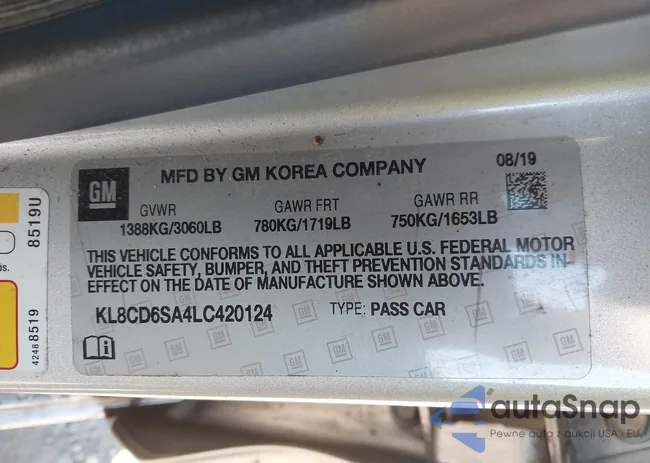 GM
MFD BY GM KOREA COMPANY
08/19
GVWR
GAWR FRT
GAWR RR
1388KG/3060LB
780KG/1719LB
750KG/1653LB
THIS VEHICLE CONFORMS TO ALL APPLICABLE U.S. FEDERAL MOTOR
VEHICLE SAFETY, BUMPER, AND THEFT PREVENTION STANDARDS IN
EFFECT ON THE DATE OF MANUFACTURE SHOWN ABOVE.
KL8CD6SA4LC420124
TYPE: PASS CAR
8519U
42488519
autaSnap
Pewne auta z aukcji USA i EU